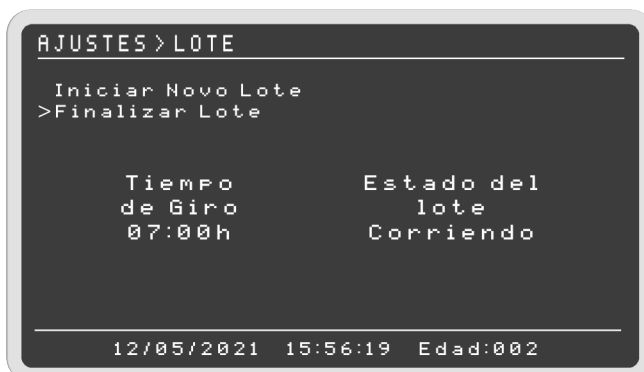 AJUSTES > LOTE
Iniciar Novo Lote
>Finalizar Lote
Tiempo
de Giro
07:00h
Estado del
lote
Corriendo
12/05/2021 15:56:19 Edad:002